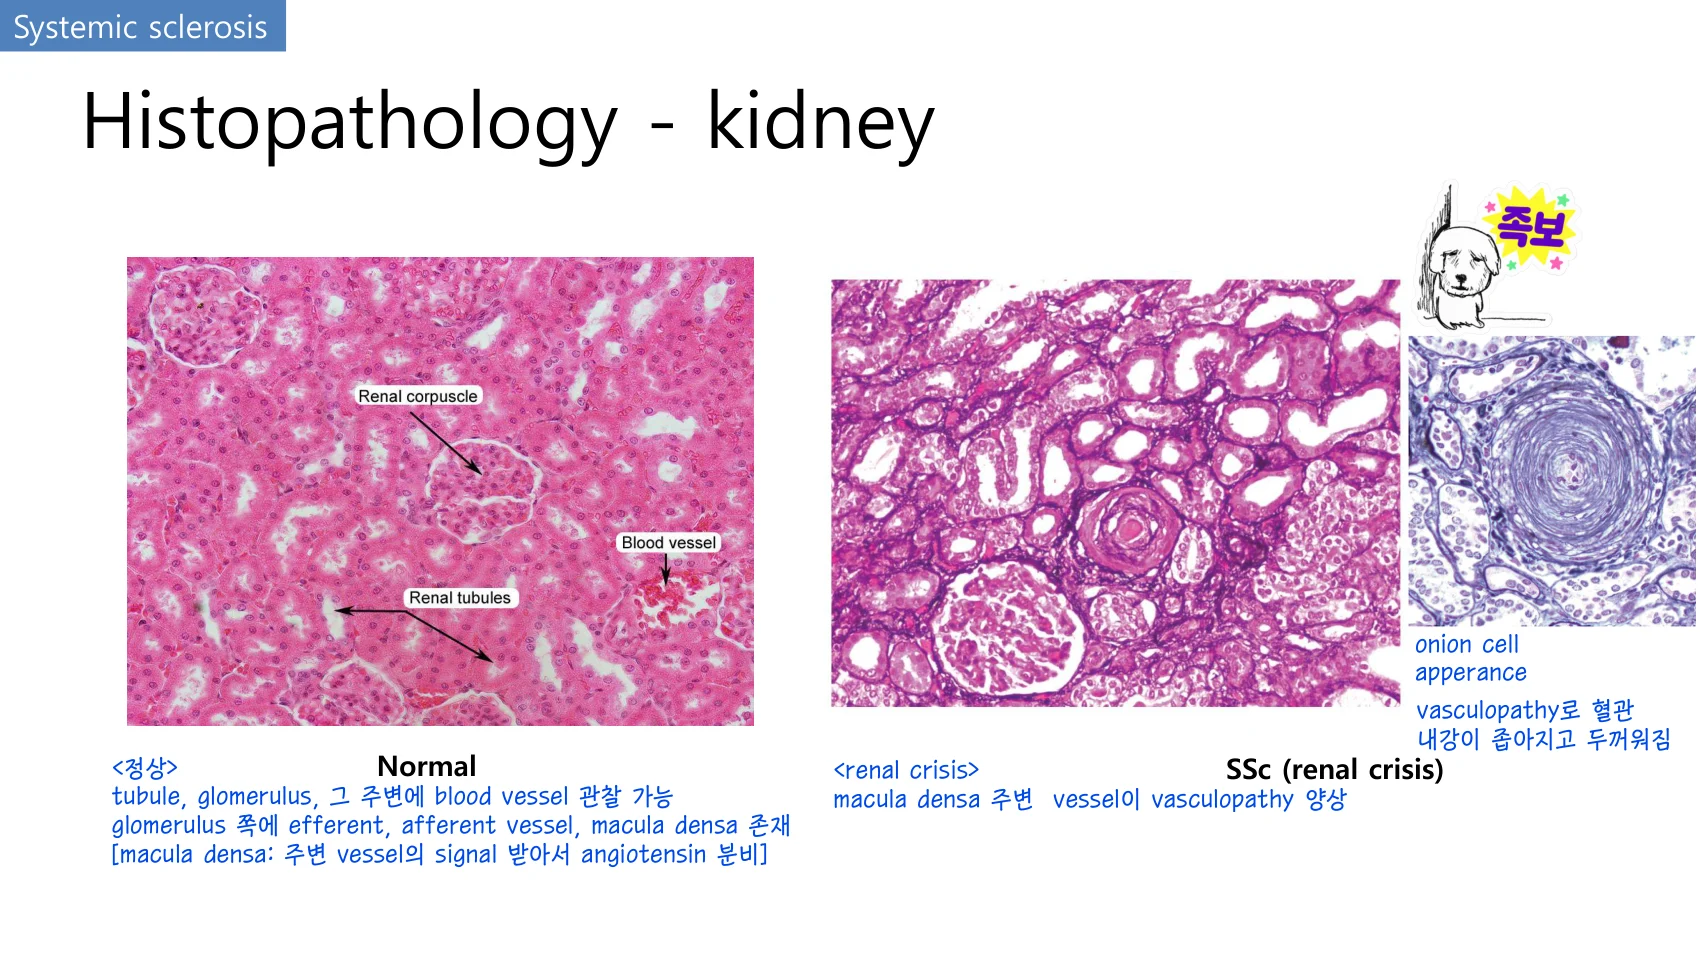 Systemic sclerosis
Histopathology - kidney
족보
Renal corpuscle
Blood vessel
Renal tubules
onion cell
apperance
vasculopathy로 혈관
내강이 좁아지고 두꺼워짐
Normal
<정상>
tubule, glomerulus, 그 주변에 blood vessel 관찰 가능
glomerulus 쪽에 efferent, afferent vessel, macula densa 존재
[macula densa: 주변 vessel의 signal 받아서 angiotensin 분비]
SSc (renal crisis)
<renal crisis>
macula densa 주변 vessel이 vasculopathy 양상